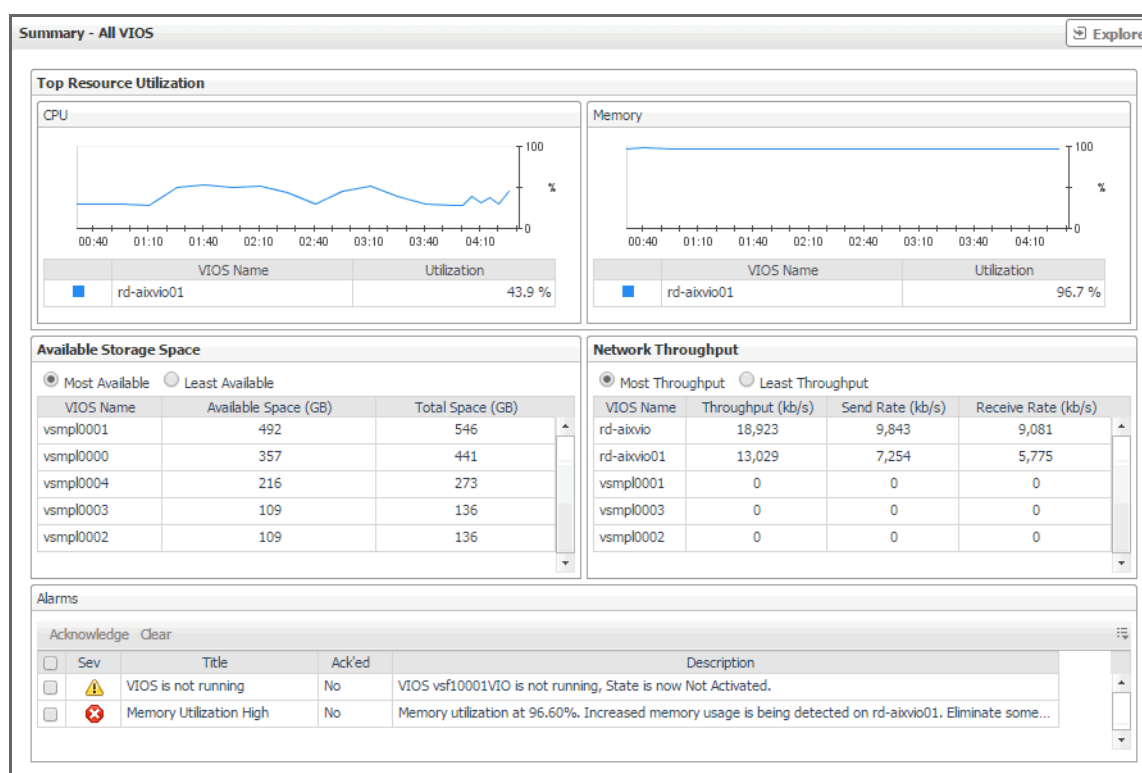 Summary - All VIOS
Explore
Top Resource Utilization
CPU
100
%
0
00:40 01:10 01:40 02:10 02:40 03:10 03:40 04:10
VIOS Name Utilization
rd-aixvio01 43.9 %
Memory
100
%
0
00:40 01:10 01:40 02:10 02:40 03:10 03:40 04:10
VIOS Name Utilization
rd-aixvio01 96.7 %
Available Storage Space
Most Available Least Available
VIOS Name Available Space (GB) Total Space (GB)
vsmpl0001 492 546
vsmpl0000 357 441
vsmpl0004 216 273
vsmpl0003 109 136
vsmpl0002 109 136
Network Throughput
Most Throughput Least Throughput
VIOS Name Throughput (kb/s) Send Rate (kb/s) Receive Rate (kb/s)
rd-aixvio 18,923 9,843 9,081
rd-aixvio01 13,029 7,254 5,775
vsmpl0001 0 0 0
vsmpl0003 0 0 0
vsmpl0002 0 0 0
Alarms
Acknowledge Clear
Sev Title Ack'ed Description
VIOS is not running No VIOS vsf10001VIO is not running, State is now Not Activated.
Memory Utilization High No Memory utilization at 96.60%. Increased memory usage is being detected on rd-aixvio01. Eliminate some...